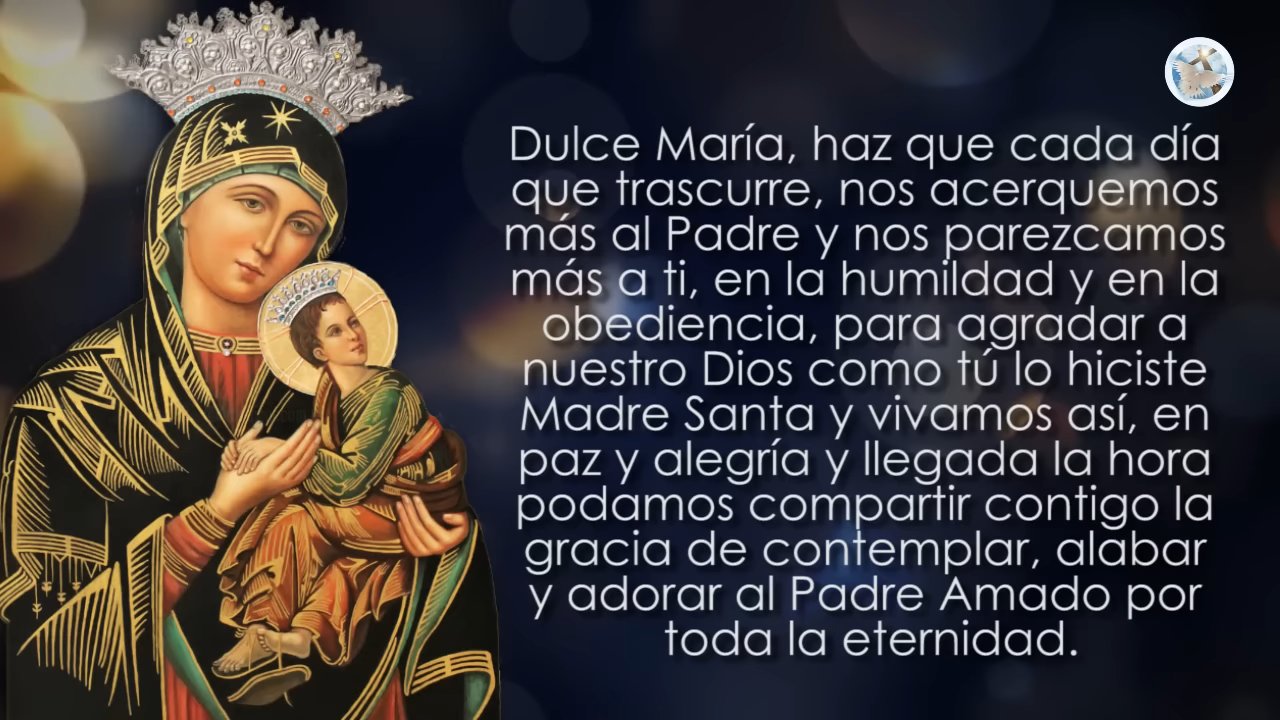 Dulce María, haz que cada día
que trascurre, nos acerquemos
más al Padre y nos parezcamos
más a ti, en la humildad y en la
obediencia, para agradar a
nuestro Dios como tú lo hiciste
Madre Santa y vivamos así, en
paz y alegría y llegada la hora
podamos compartir contigo la
gracia de contemplar, alabar
y adorar al Padre Amado por
toda la eternidad.